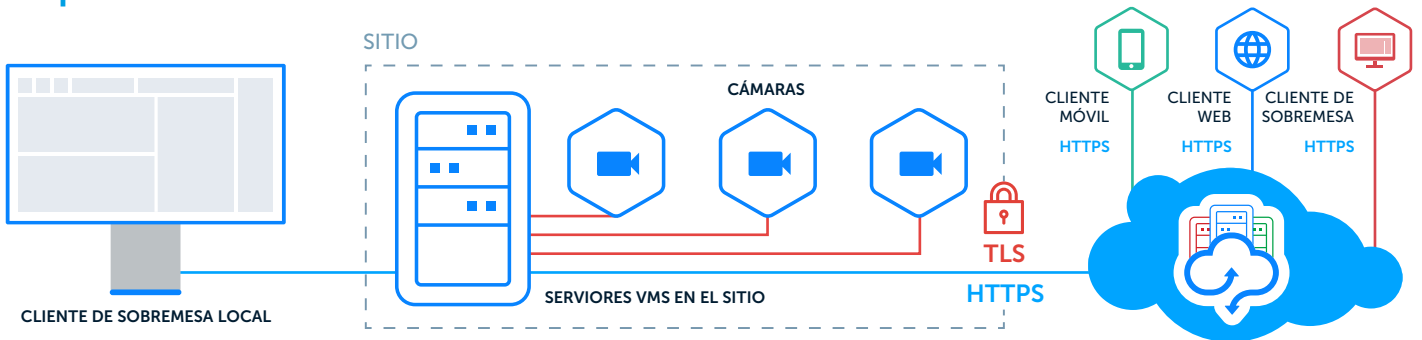 SITIO
CÁMARAS
CLIENTE
MÓVIL
HTTPS
CLIENTE
WEB
HTTPS
CLIENTE DE
SOBREMESA
HTTPS
TLS
HTTPS
SERVIORES VMS EN EL SITIO
CLIENTE DE SOBREMESA LOCAL